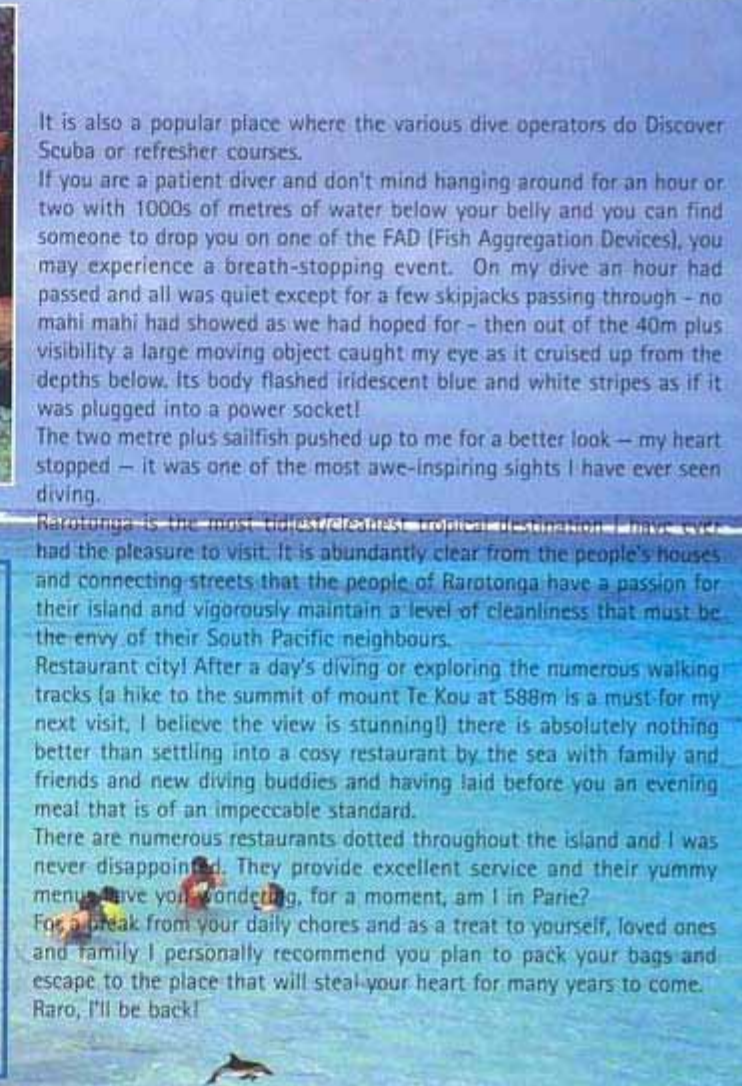 It is also a popular place where the various dive operators do Discover
Scuba or refresher courses.
If you are a patient diver and don't mind hanging around for an hour or
two with 1000s of metres of water below your belly and you can find
someone to drop you on one of the FAD (Fish Aggregation Devices), you
may experience a breath-stopping event. On my dive an hour had
passed and all was quiet except for a few skipjacks passing through - no
mahi mahi had showed as we had hoped for - then out of the 40m plus
visibility a large moving object caught my eye as it cruised up from the
depths below. Its body flashed iridescent blue and white stripes as if it
was plugged into a power socket!
The two metre plus sailfish pushed up to me for a better look — my heart
stopped — it was one of the most awe-inspiring sights I have ever seen
diving.
Rarotonga is the most tidiest/cleanest tropical destination I have ever
had the pleasure to visit. It is abundantly clear from the people's houses
and connecting streets that the people of Rarotonga have a passion for
their island and vigorously maintain a level of cleanliness that must be
the envy of their South Pacific neighbours.
Restaurant city! After a day's diving or exploring the numerous walking
tracks (a hike to the summit of mount Te Kou at 588m is a must for my
next visit, I believe the view is stunning!) there is absolutely nothing
better than settling into a cosy restaurant by the sea with family and
friends and new diving buddies and having laid before you an evening
meal that is of an impeccable standard.
There are numerous restaurants dotted throughout the island and I was
never disappointed. They provide excellent service and their yummy
menus have you wondering, for a moment, am I in Parie?
For a break from your daily chores and as a treat to yourself, loved ones
and family I personally recommend you plan to pack your bags and
escape to the place that will steal your heart for many years to come.
Raro, I'll be back!